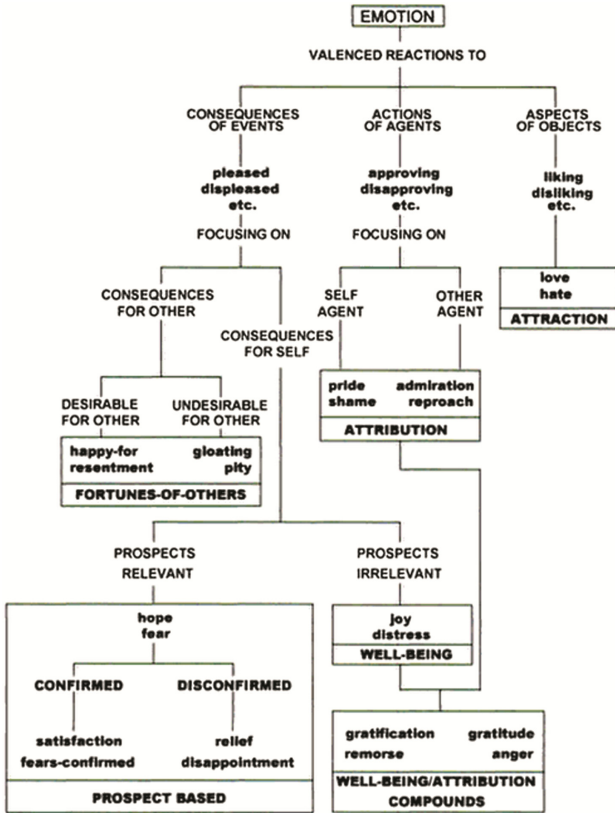 EMOTION
VALENCED REACTIONS TO
CONSEQUENCES OF EVENTS
ACTIONS OF AGENTS
ASPECTS OF OBJECTS
pleased
displeased
etc.
approving
disapproving
etc.
liking
disliking
etc.
FOCUSING ON
FOCUSING ON
love
hate
ATTRACTION
CONSEQUENCES
FOR OTHER
CONSEQUENCES
FOR SELF
SELF
AGENT
OTHER
AGENT
pride admiration
shame reproach
ATTRIBUTION
DESIRABLE
FOR OTHER
UNDESIRABLE
FOR OTHER
happy-for gloating
resentment pity
FORTUNES-OF-OTHERS
PROSPECTS
RELEVANT
PROSPECTS
IRRELEVANT
hope
fear
CONFIRMED DISCONFIRMED
satisfaction relief
fears-confirmed disappointment
PROSPECT BASED
joy
distress
WELL-BEING
gratification gratitude
remorse anger
WELL-BEING/ATTRIBUTION
COMPOUNDS